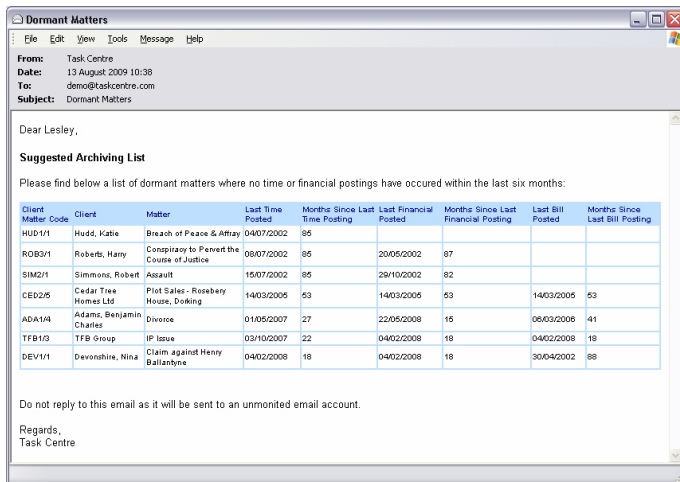 Dormant Matters
File Edit View Tools Message Help
From: Task Centre
Date: 13 August 2009 10:38
To: demo@taskcentre.com
Subject: Dormant Matters
Dear Lesley,
Suggested Archiving List
Please find below a list of dormant matters where no time or financial postings have occured within the last six months:
Client Matter Code Client Matter Last Time Posted Months Since Last Time Posting Last Financial Posted Months Since Last Financial Posting Last Bill Posted Months Since Last Bill Posting
HUD1/1 Hudd, Katie Breach of Peace & Affray 04/07/2002 85
ROB3/1 Roberts, Harry Conspiracy to Pervert the Course of Justice 08/07/2002 85 20/05/2002 87
SIM2/1 Simmons, Robert Assault 15/07/2002 85 29/10/2002 82
CED2/5 Cedar Tree Homes Ltd Plot Sales - Rosebery House, Dorking 14/03/2005 53 14/03/2005 53 14/03/2005 53
ADA1/4 Adams, Benjamin Charles Divorce 01/05/2007 27 22/05/2008 15 06/03/2006 41
TFB1/3 TFB Group IP Issue 03/10/2007 22 04/02/2008 18 04/02/2008 18
DEV1/1 Devonshire, Nina Claim against Henry Ballantyne 04/02/2008 18 04/02/2008 18 30/04/2002 88
Do not reply to this email as it will be sent to an unmonited email account.
Regards,
Task Centre